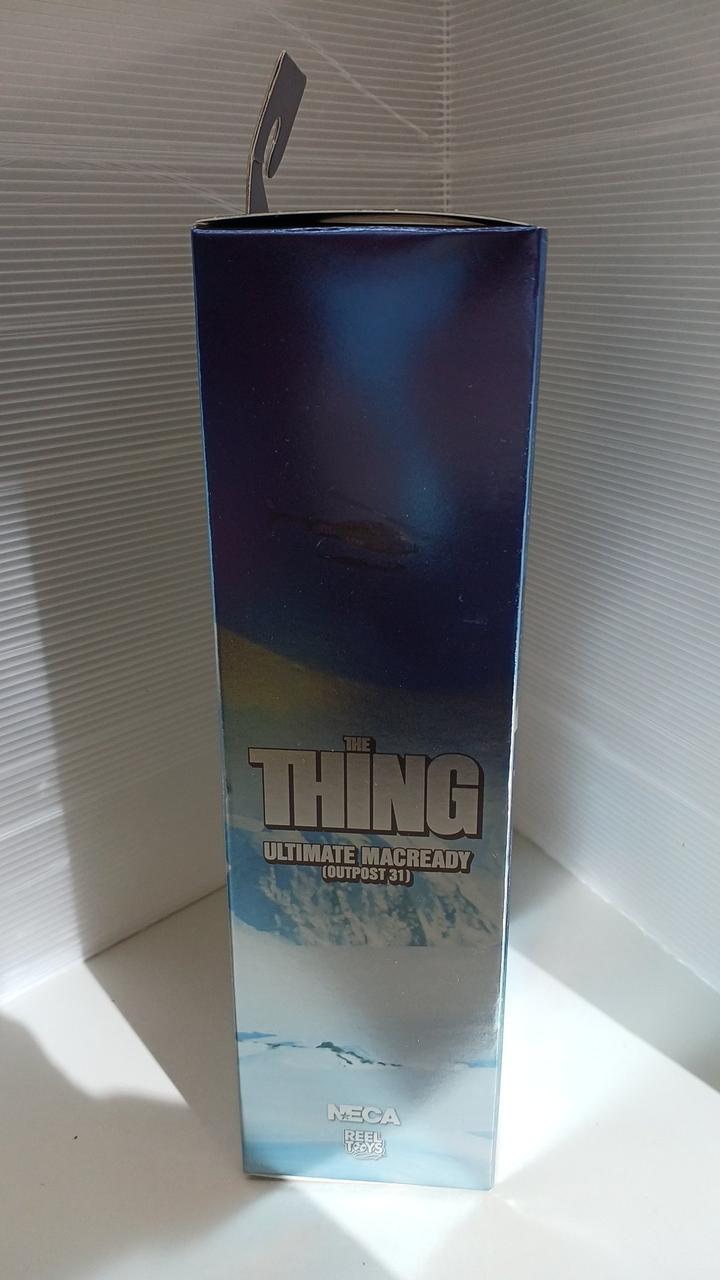 THE
THING
ULTIMATE MACREADY
(OUTPOST 31)
NECA
REEL
TOYS